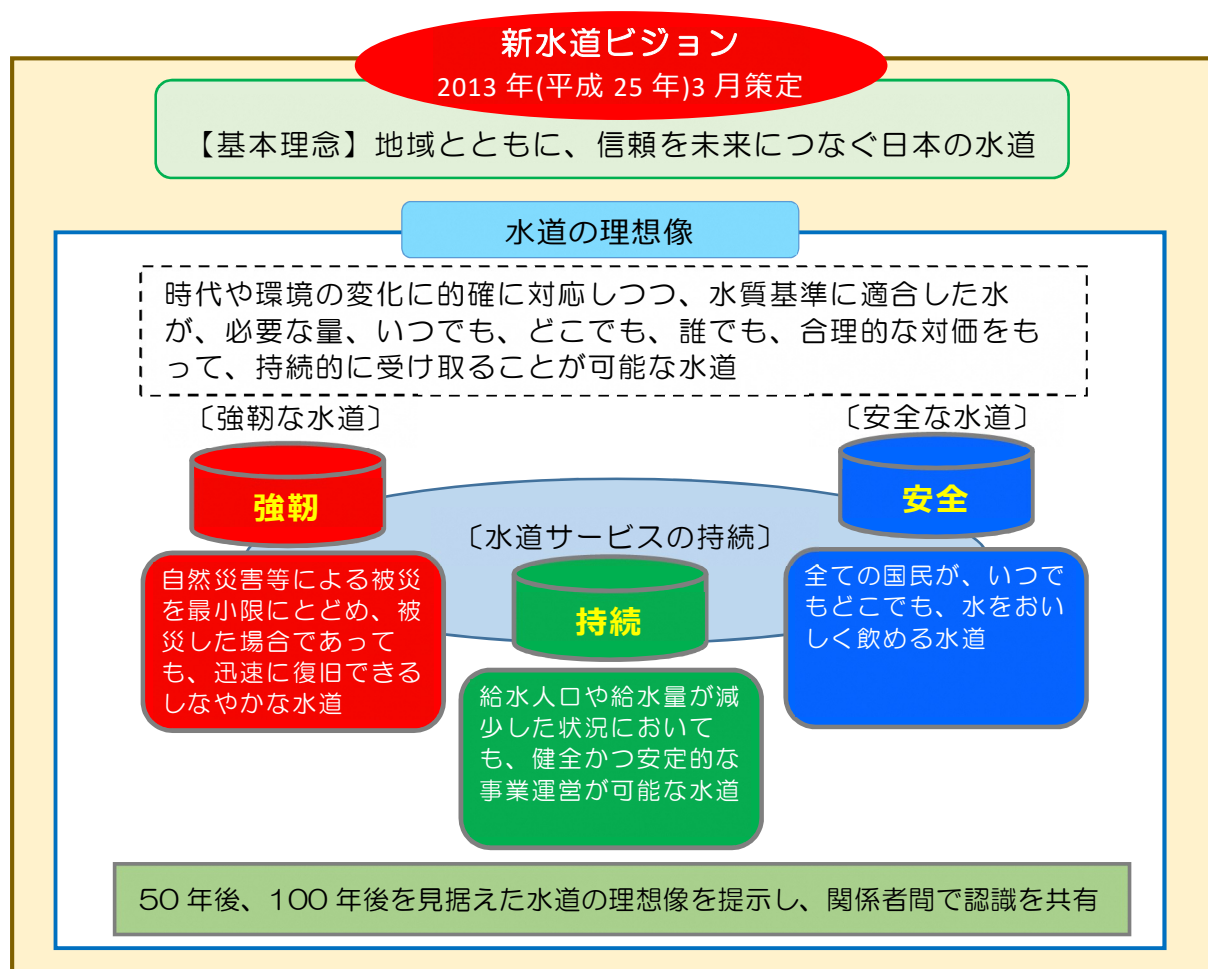 新水道ビジョン
2013 年(平成 25 年)3 月策定
【基本理念】地域とともに、信頼を未来につなぐ日本の水道
水道の理想像
時代や環境の変化に的確に対応しつつ、水質基準に適合した水
が、必要な量、いつでも、どこでも、誰でも、合理的な対価をも
って、持続的に受け取ることが可能な水道
〔強靭な水道〕
強靭
自然災害等による被災
を最小限にとどめ、被
災した場合であって
も、迅速に復旧できる
しなやかな水道
〔水道サービスの持続〕
持続
給水人口や給水量が減
少した状況において
も、健全かつ安定的な
事業運営が可能な水道
〔安全な水道〕
安全
全ての国民が、いつで
もどこでも、水をおい
しく飲める水道
50 年後、100 年後を見据えた水道の理想像を提示し、関係者間で認識を共有